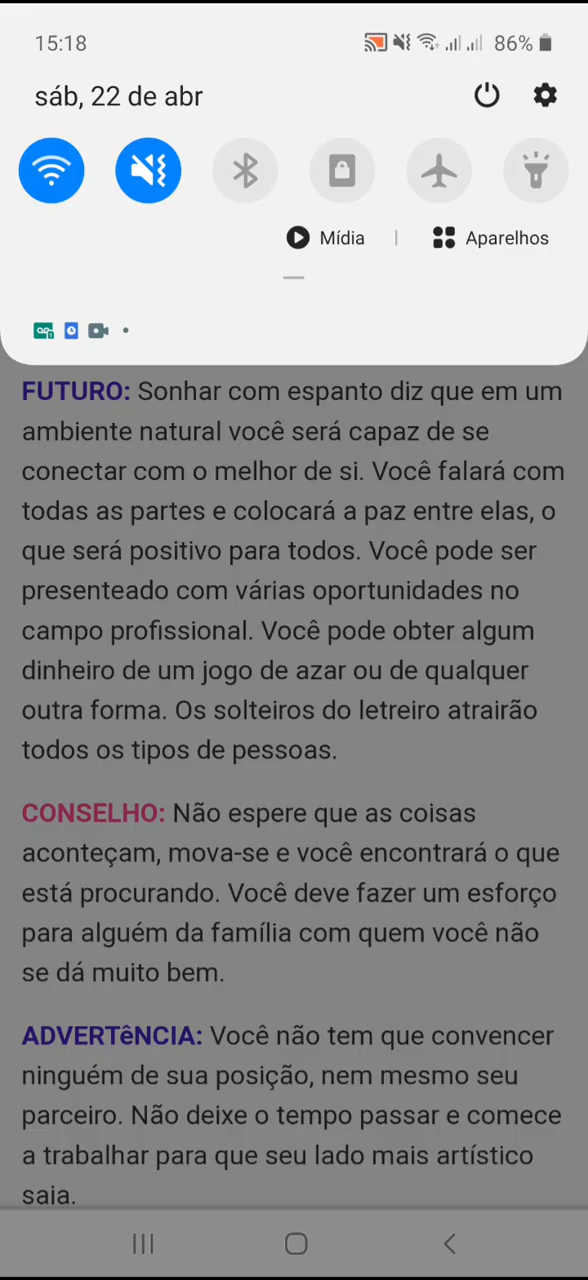 15:18
86%
sáb, 22 de abr
Mídia | Aparelhos
FUTURO: Sonhar com espanto diz que em um
ambiente natural você será capaz de se
conectar com o melhor de si. Você falará com
todas as partes e colocará a paz entre elas, o
que será positivo para todos. Você pode ser
presenteado com várias oportunidades no
campo profissional. Você pode obter algum
dinheiro de um jogo de azar ou de qualquer
outra forma. Os solteiros do letreiro atrairão
todos os tipos de pessoas.
CONSELHO: Não espere que as coisas
aconteçam, mova-se e você encontrará o que
está procurando. Você deve fazer um esforço
para alguém da família com quem você não
se dá muito bem.
ADVERTêNCIA: Você não tem que convencer
ninguém de sua posição, nem mesmo seu
parceiro. Não deixe o tempo passar e comece
a trabalhar para que seu lado mais artístico
saia.